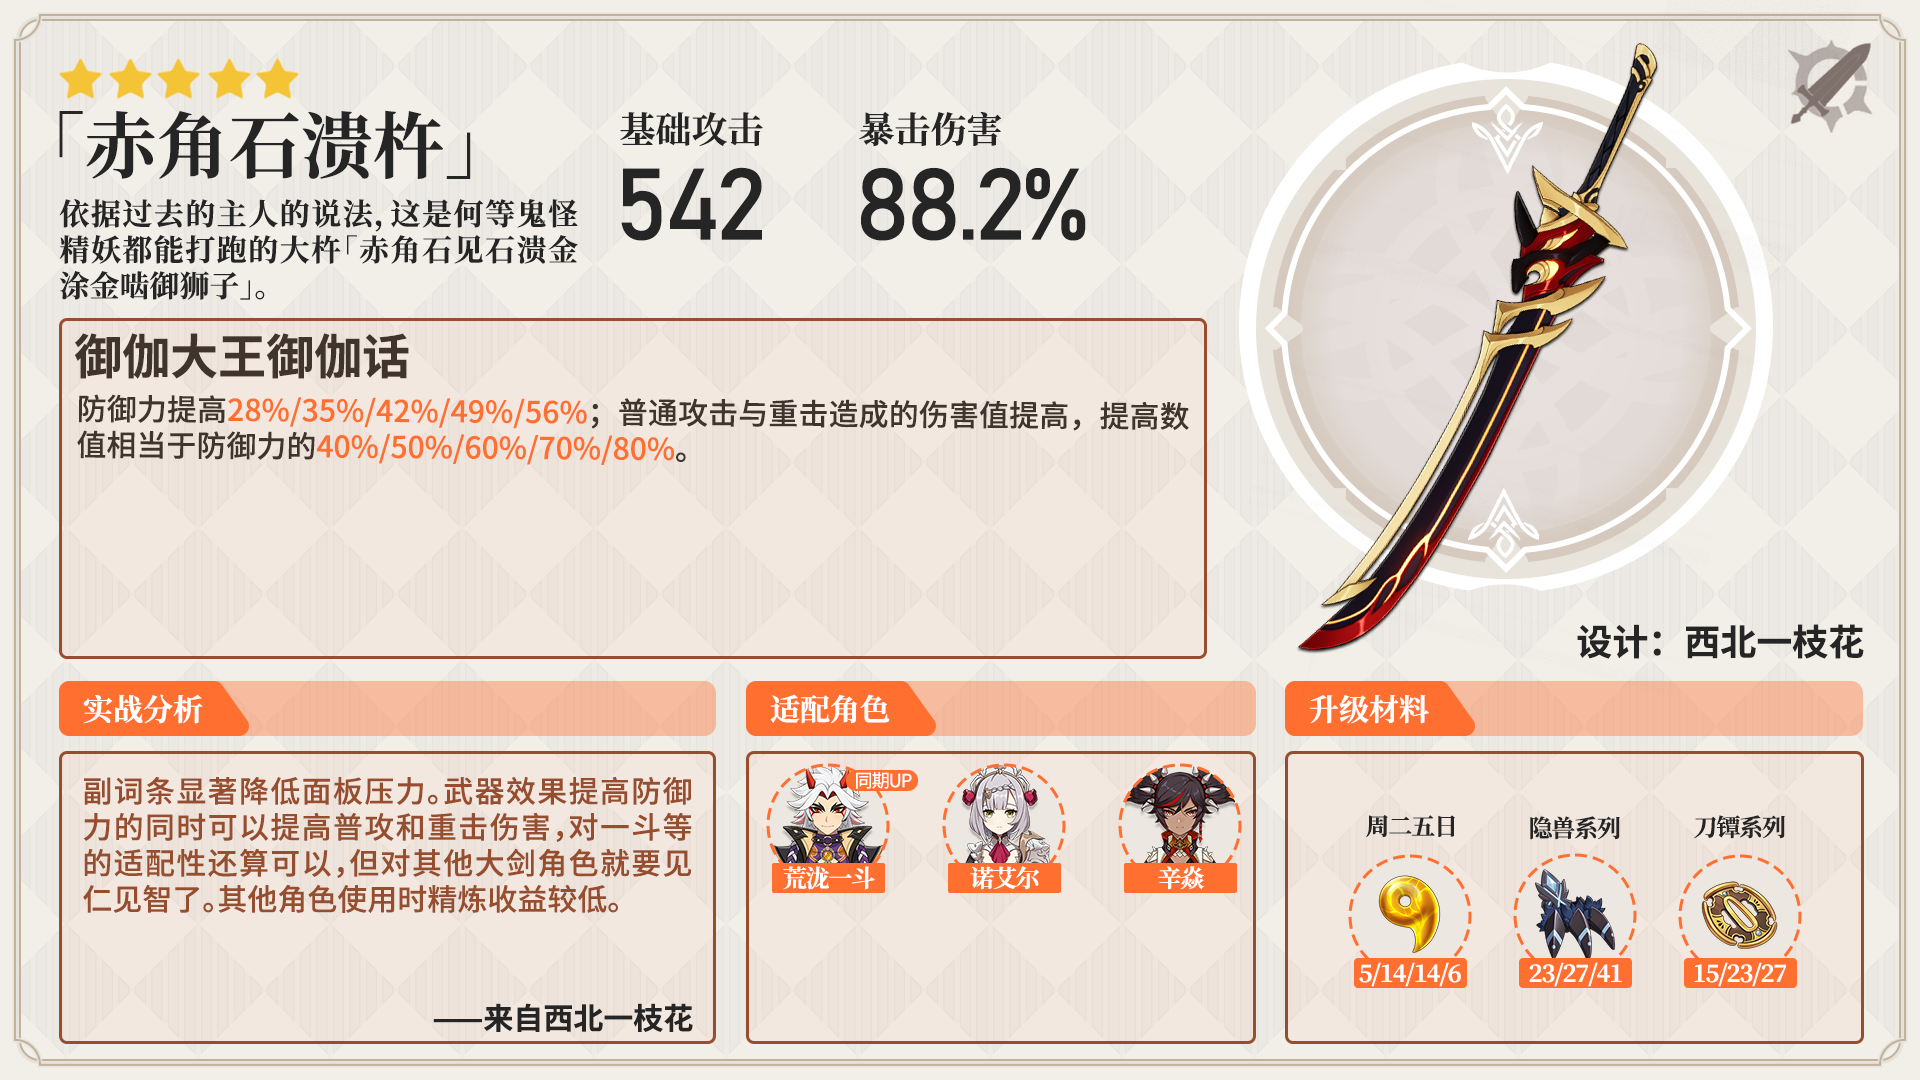 「赤角石溃杵」
依据过去的主人的说法，这是何等鬼怪
精妖都能打跑的大杵「赤角石见石溃金
涂金啮御狮子」。
基础攻击
542
暴击伤害
88.2%
御伽大王御伽话
防御力提高28%/35%/42%/49%/56%；普通攻击与重击造成的伤害值提高，提高数
值相当于防御力的40%/50%/60%/70%/80%。
设计：西北一枝花
实战分析
副词条显著降低面板压力。武器效果提高防御
力的同时可以提高普攻和重击伤害，对一斗等
的适配性还算可以，但对其他大剑角色就要见
仁见智了。其他角色使用时精炼收益较低。
——来自西北一枝花
适配角色
同期UP
荒泷一斗
诺艾尔
辛焱
升级材料
周二五日
隐兽系列
刀镡系列
5/14/14/6
23/27/41
15/23/27